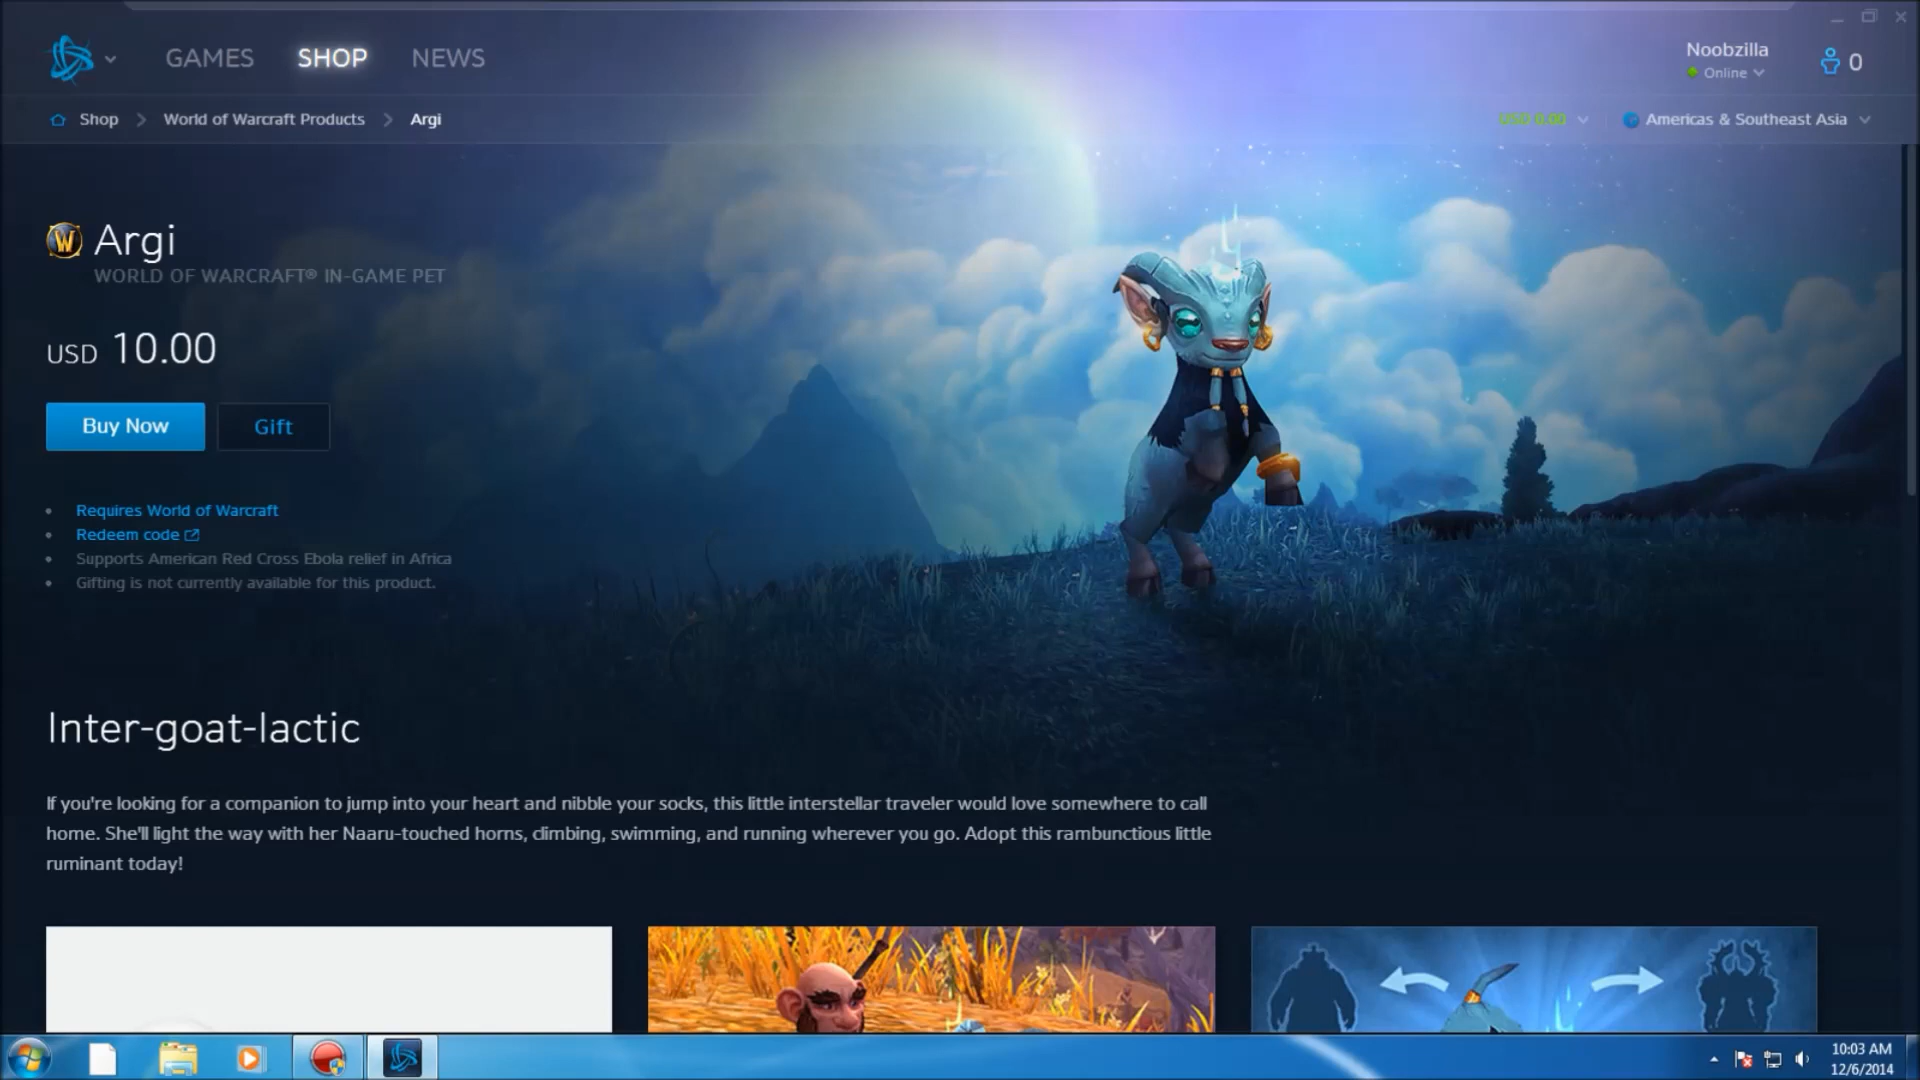 GAMES SHOP NEWS
Noobzilla
Online
0
Shop World of Warcraft Products Argi
USD 0.00
Americas & Southeast Asia
W
Argi
WORLD OF WARCRAFT® IN-GAME PET
USD 10.00
Buy Now Gift
Requires World of Warcraft
Redeem code
Supports American Red Cross Ebola relief in Africa
Gifting is not currently available for this product.
Inter-goat-lactic
If you're looking for a companion to jump into your heart and nibble your socks, this little interstellar traveler would love somewhere to call
home. She'll light the way with her Naaru-touched horns, climbing, swimming, and running wherever you go. Adopt this rambunctious little
ruminant today!
10:03 AM
12/6/2014